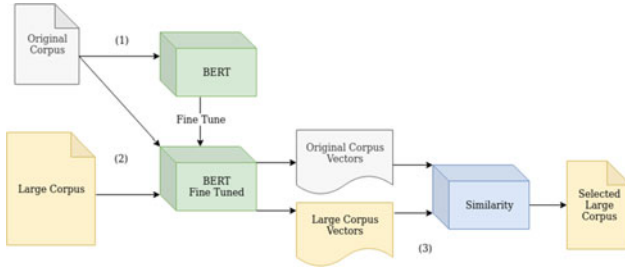 Original
Corpus
(1)
BERT
Fine Tune
(2)
Large Corpus
BERT
Fine Tuned
Original Corpus
Vectors
Large Corpus
Vectors
(3)
Similarity
Selected
Large
Corpus